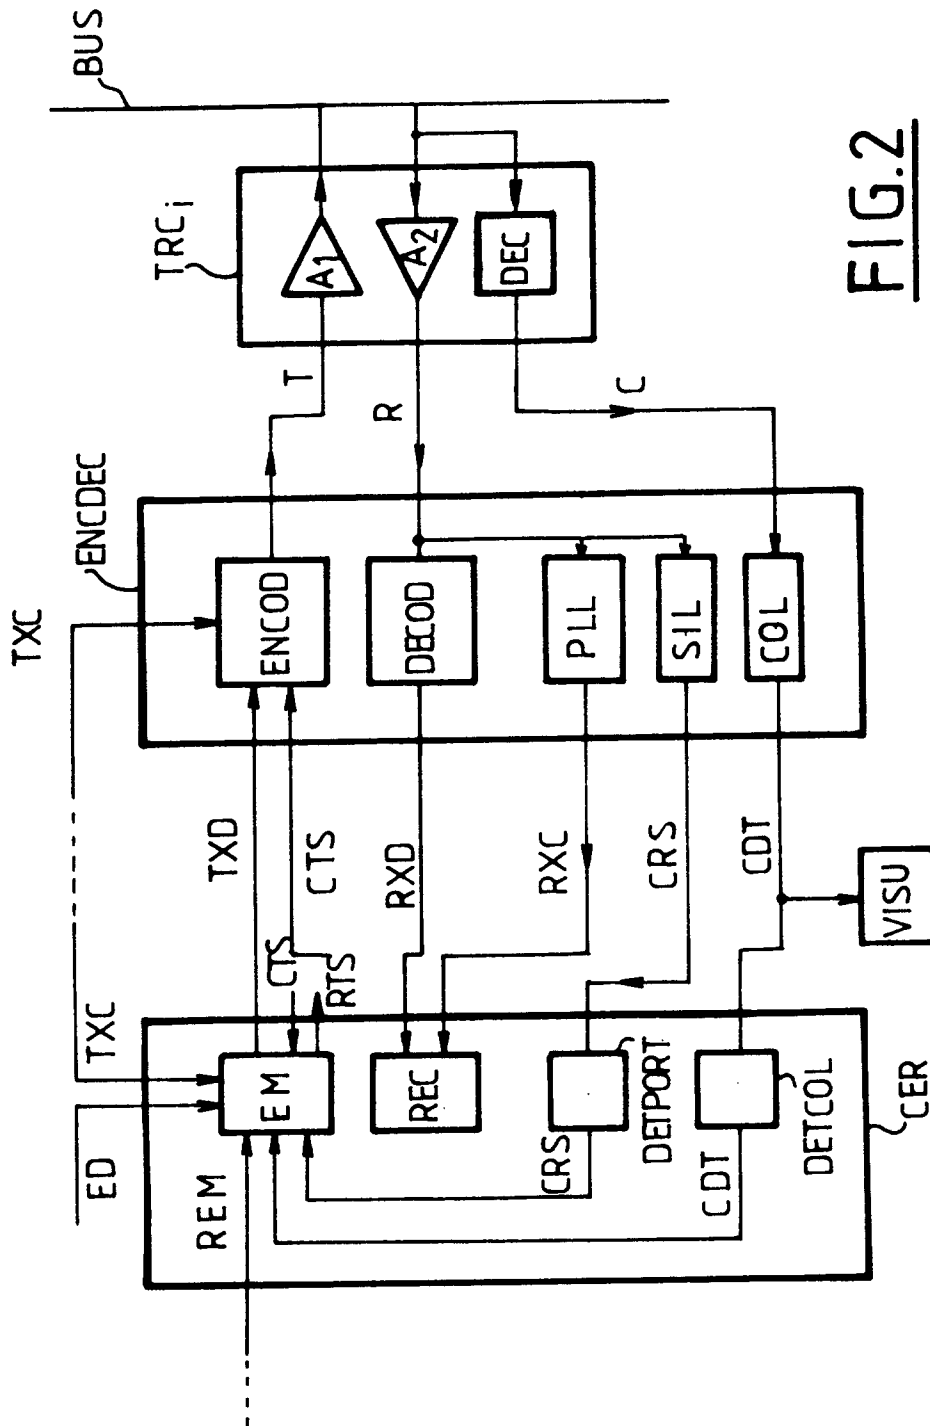 BUS
TRCi
A1
A2
DEC
T
R
C
ENCDEC
TXC
ENCOD
DECOD
PLL
SIL
COL
TXD
CTS
RXD
RXC
CRS
CDT
VISU
TXC
CTS
RTS
ED
REM
EM
REC
CRS
DETPORT
CDT
DETCOL
CER
FIG.2